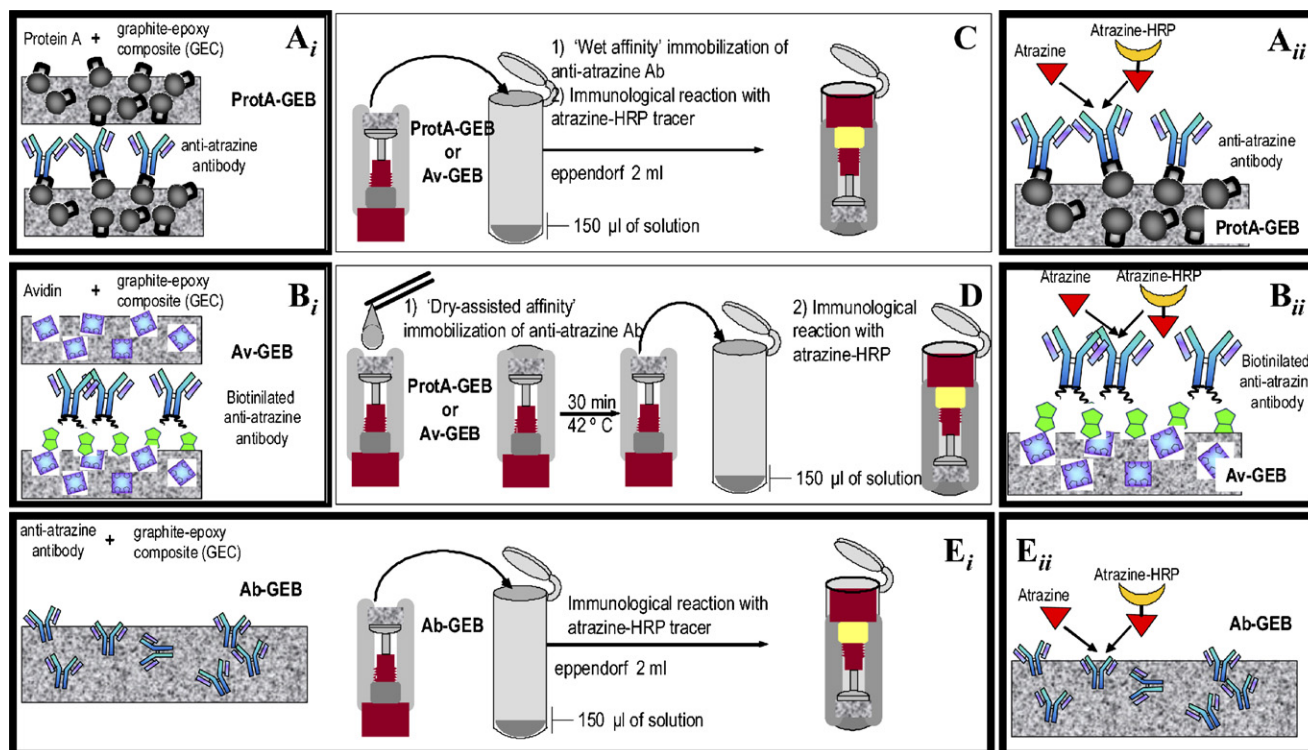 Protein A + graphite-epoxy
composite (GEC)
A i
ProtA-GEB
anti-atrazine
antibody
C
1) 'Wet affinity' immobilization of
anti-atrazine Ab
2) Immunological reaction with
atrazine-HRP tracer
ProtA-GEB
or
Av-GEB
eppendorf 2 ml
150 µl of solution
A ii
Atrazine-HRP
Atrazine
anti-atrazine
antibody
ProtA-GEB
Avidin + graphite-epoxy
composite (GEC)
B i
Av-GEB
Biotinilated
anti-atrazine
antibody
D
1) 'Dry-assisted affinity'
immobilization of anti-atrazine Ab
ProtA-GEB
or
Av-GEB
30 min
42 º C
2) Immunological
reaction with
atrazine-HRP
150 µl of solution
B ii
Atrazine Atrazine-HRP
Biotinilated
anti-atrazine
antibody
Av-GEB
anti-atrazine
antibody + graphite-epoxy
composite (GEC)
Ab-GEB
E i
Ab-GEB
Immunological reaction with
atrazine-HRP tracer
eppendorf 2 ml
150 µl of solution
E ii
Atrazine-HRP
Atrazine
Ab-GEB